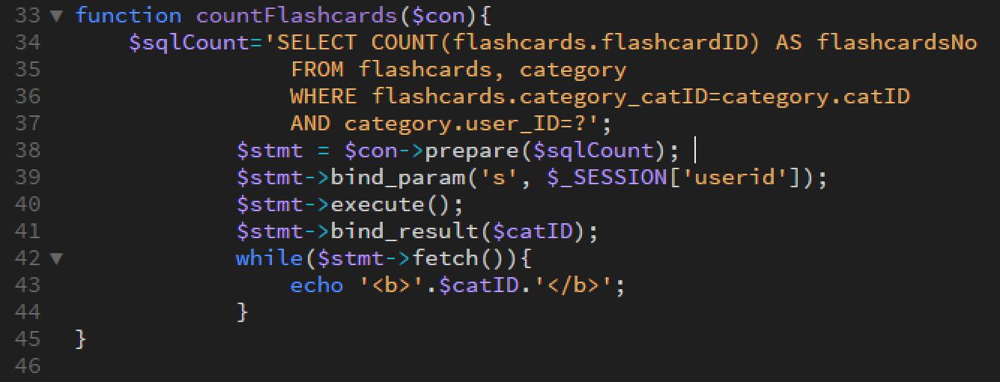 33 ▼ function countFlashcards($con){
34 $sqlCount='SELECT COUNT(flashcards.flashcardID) AS flashcardsNo
35 FROM flashcards, category
36 WHERE flashcards.category_catID=category.catID
37 AND category.user_ID=?';
38 $stmt = $con->prepare($sqlCount);
39 $stmt->bind_param('s', $_SESSION['userid']);
40 $stmt->execute();
41 $stmt->bind_result($catID);
42 ▼ while($stmt->fetch()){
43 echo '<b>'.$catID.'</b>';
44 }
45 }
46